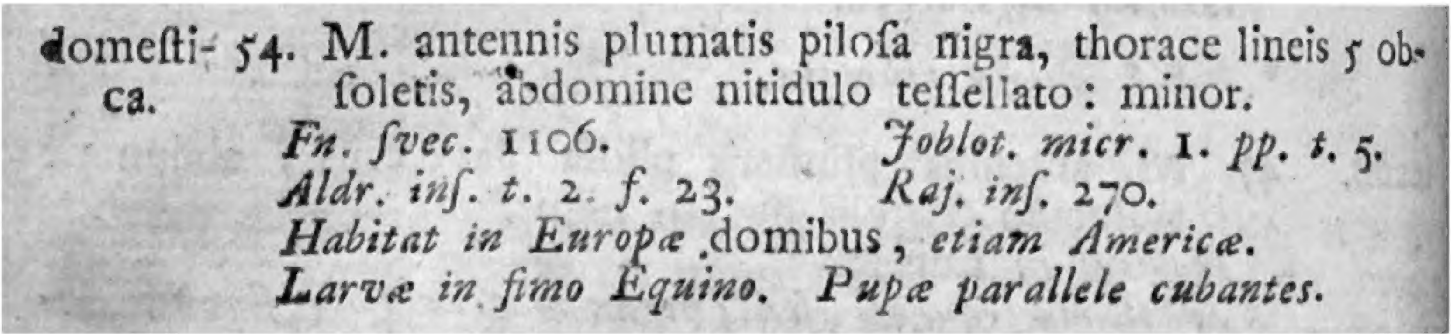 domeſti- 54. M. antennis plumatis piloſa nigra, thorace lineis 5 ob-
ca. ſoletis, abdomine nitidulo teſſellato: minor.
Fn. ſvec. 1106. Joblot. micr. 1. pp. t. 5.
Aldr. inſ. t. 2. f. 23. Raj. inſ. 270.
Habitat in Europæ domibus, etiam Americæ.
Larvæ in fimo Equino. Pupæ parallele cubantes.